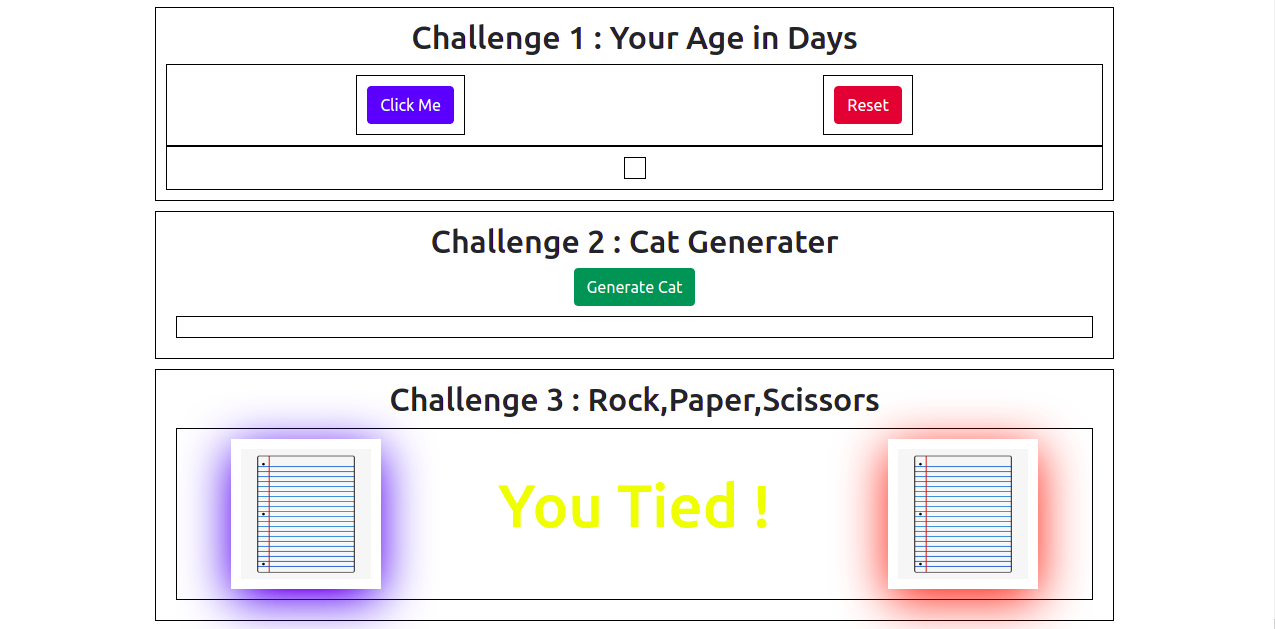 Challenge 1 : Your Age in Days
Click Me
Reset
Challenge 2 : Cat Generater
Generate Cat
Challenge 3 : Rock,Paper,Scissors
You Tied !